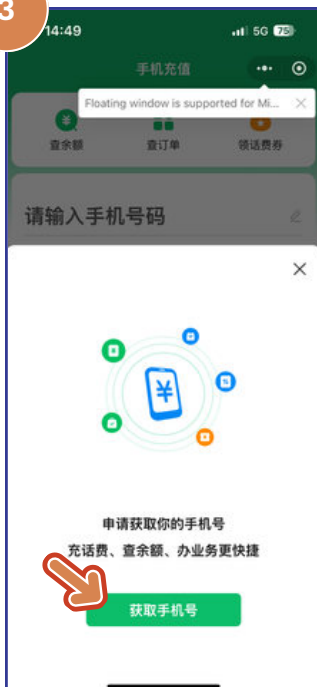 3
14:49
5G 75
手机充值
Floating window is supported for Mi...
查余额
查订单
领话费券
请输入手机号码
申请获取你的手机号
充话费、查余额、办业务更快捷
获取手机号